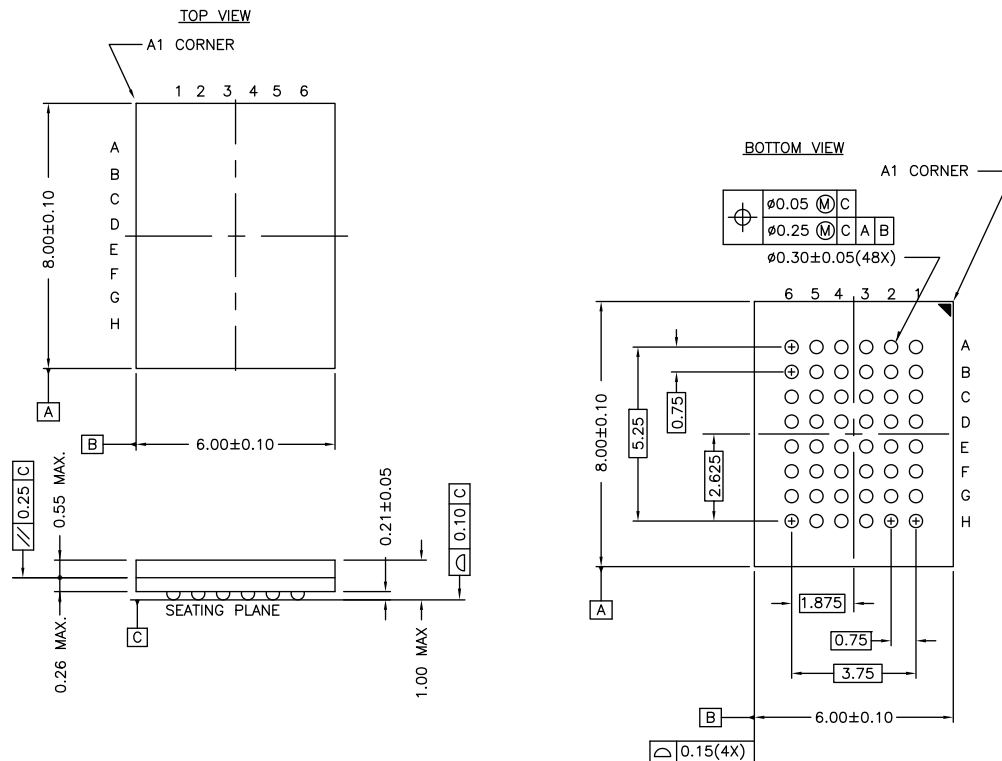 TOP VIEW
A1 CORNER
1 2 3 4 5 6
A
B
C
D
E
F
G
H
8.00±0.10
A
B
6.00±0.10
// 0.25 C
0.55 MAX.
0.21±0.05
⌓ 0.10 C
SEATING PLANE
C
0.26 MAX.
1.00 MAX
BOTTOM VIEW
A1 CORNER
⌖ ø0.05 Ⓜ C
ø0.25 Ⓜ C A B
ø0.30±0.05(48X)
6 5 4 3 2 1
A
B
C
D
E
F
G
H
8.00±0.10
5.25
0.75
2.625
A
1.875
0.75
3.75
B
6.00±0.10
⌓ 0.15(4X)